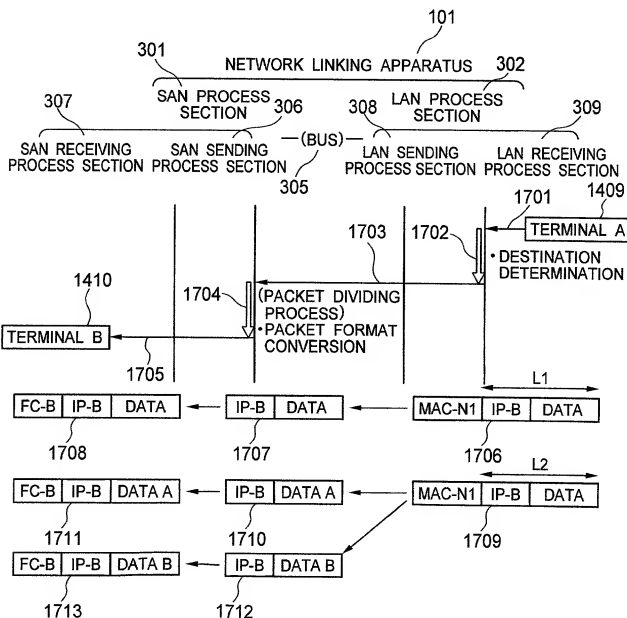 101
NETWORK LINKING APPARATUS
301
302
SAN PROCESS
SECTION
LAN PROCESS
SECTION
307
306
308
309
SAN RECEIVING
PROCESS SECTION
SAN SENDING
PROCESS SECTION
(BUS)
305
LAN SENDING
PROCESS SECTION
LAN RECEIVING
PROCESS SECTION
1701
1409
TERMINAL A
1702
1703
• DESTINATION
DETERMINATION
1704
(PACKET DIVIDING
PROCESS)
• PACKET FORMAT
CONVERSION
1410
TERMINAL B
1705
L1
FC-B IP-B DATA
IP-B DATA
MAC-N1 IP-B DATA
1708
1707
1706
L2
FC-B IP-B DATA A
IP-B DATA A
MAC-N1 IP-B DATA
1711
1710
1709
FC-B IP-B DATA B
IP-B DATA B
1713
1712